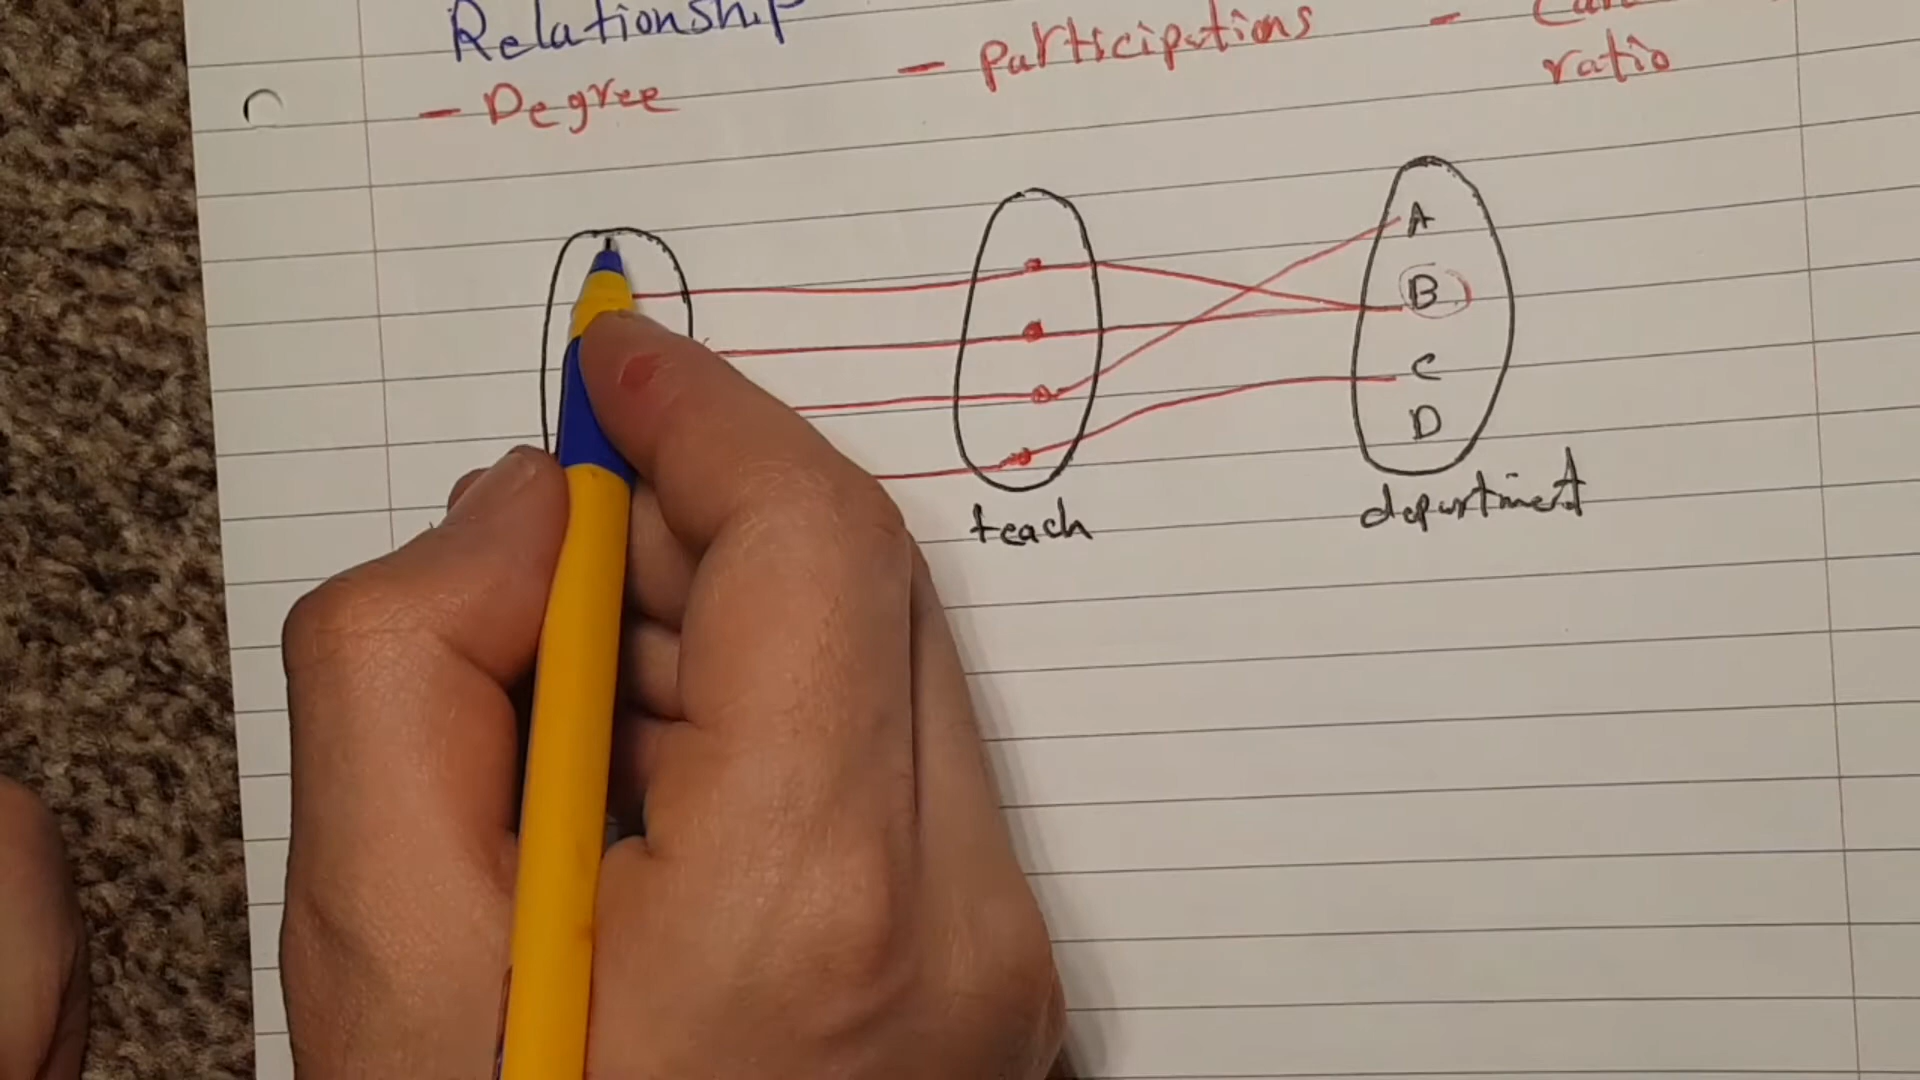 Relationship
- Degree
- participations
-
ratio
A
B
C
D
teach
department